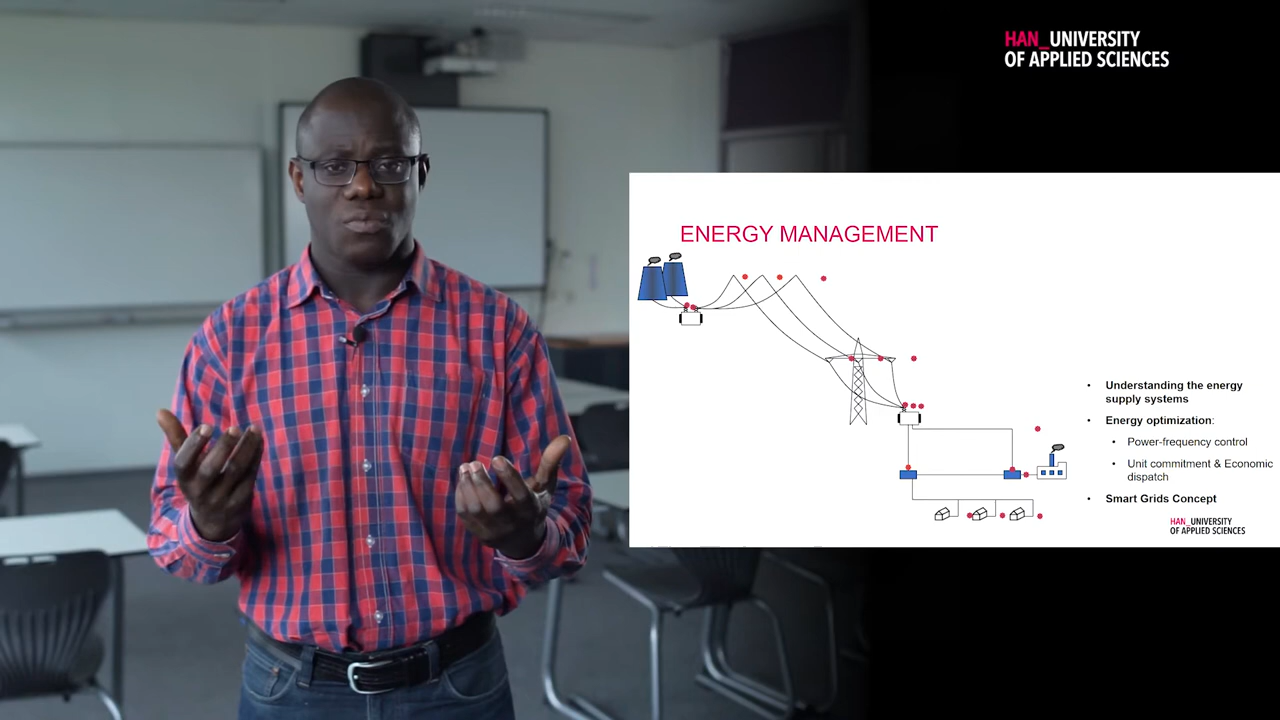 HAN_UNIVERSITY
OF APPLIED SCIENCES
ENERGY MANAGEMENT
• Understanding the energy
supply systems
• Energy optimization:
• Power-frequency control
• Unit commitment & Economic
dispatch
• Smart Grids Concept
HAN_UNIVERSITY
OF APPLIED SCIENCES